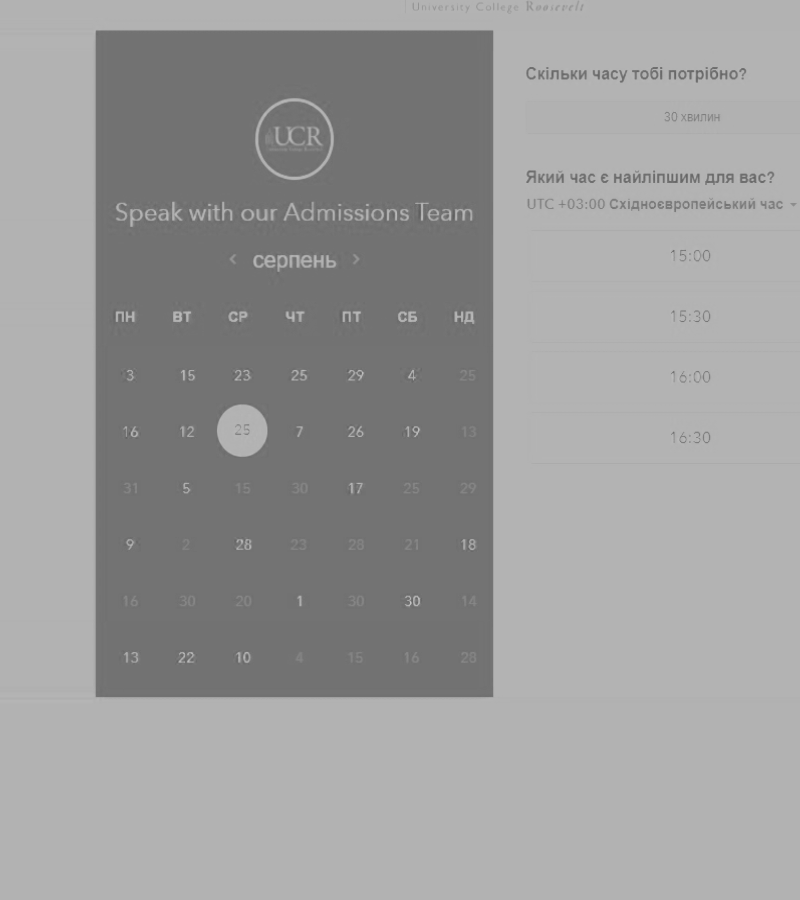 University College Roosevelt
UCR
Speak with our Admissions Team
серпень
ПН ВТ СР ЧТ ПТ СБ НД
3 15 23 25 29 4 25
16 12 25 7 26 19 13
31 5 15 30 17 25 29
9 2 28 23 28 21 18
16 30 20 1 30 30 14
13 22 10 4 15 16 28
Скільки часу тобі потрібно?
30 хвилин
Який час є найліпшим для вас?
UTC +03:00 Східноєвропейський час
15:00
15:30
16:00
16:30